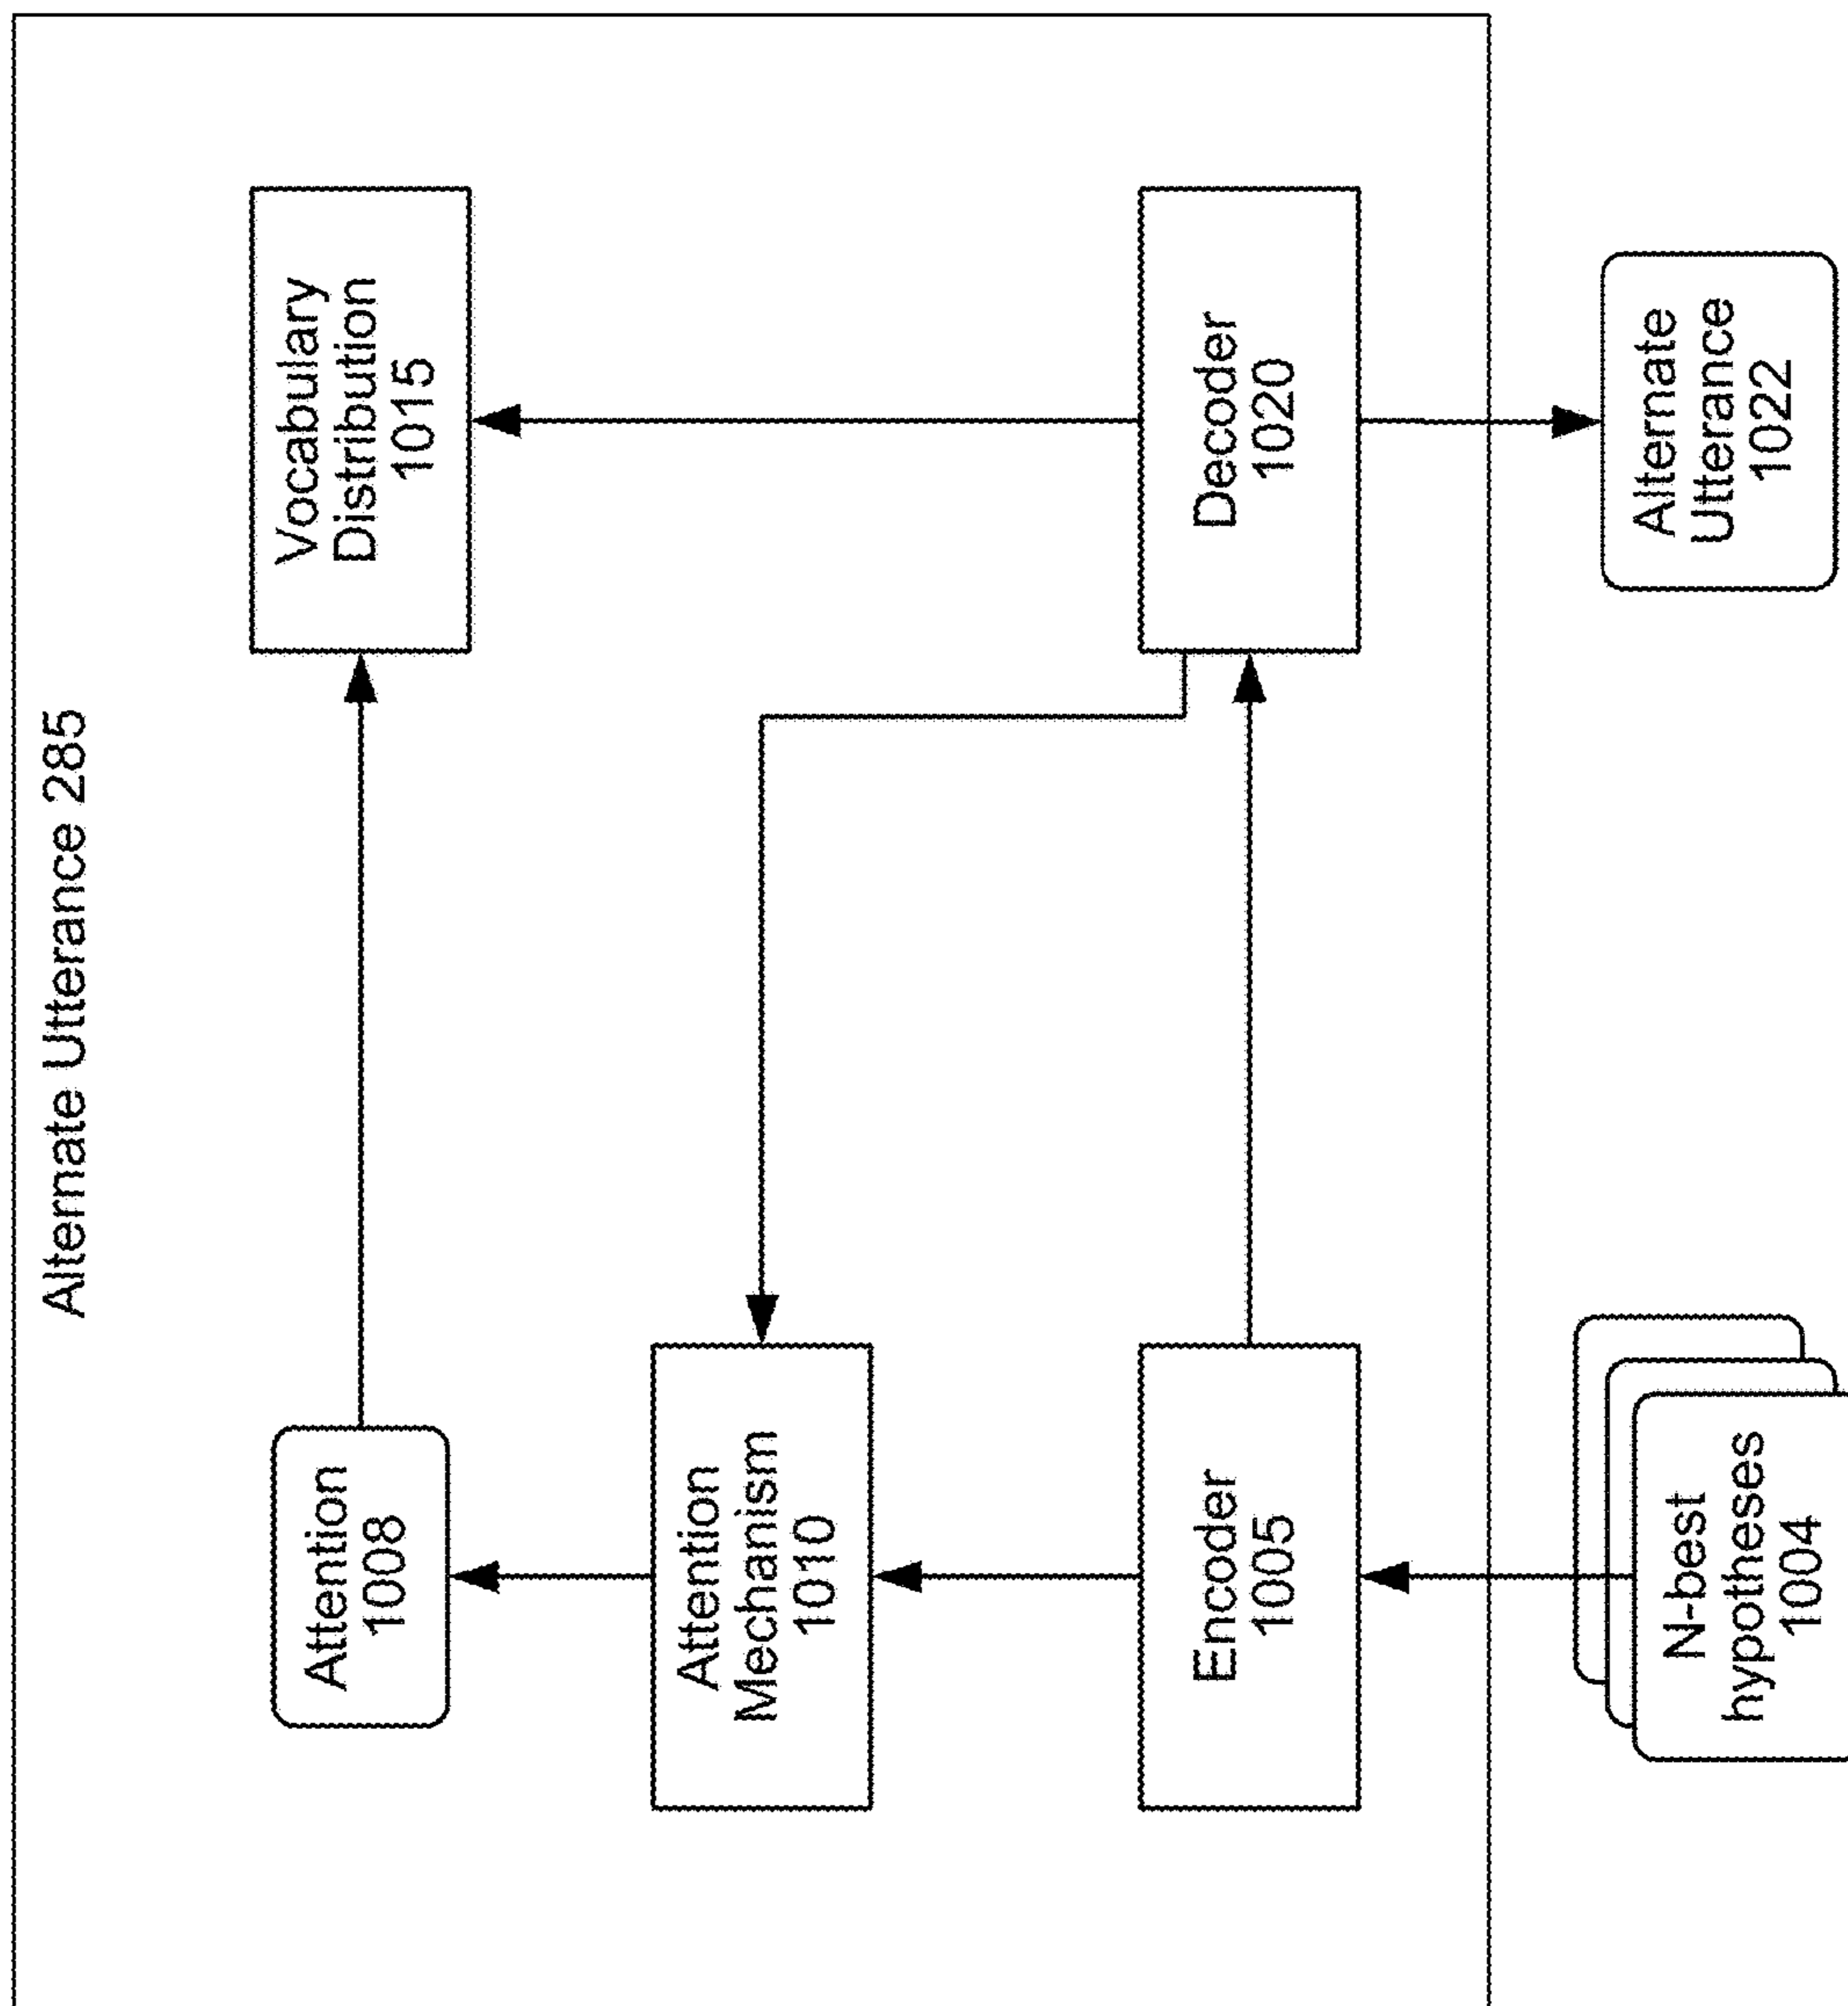 Alternate Utterance 285
Attention
1008
Vocabulary
Distribution
1015
Attention
Mechanism
1010
Encoder
1005
Decoder
1020
N-best
hypotheses
1004
Alternate
Utterance
1022